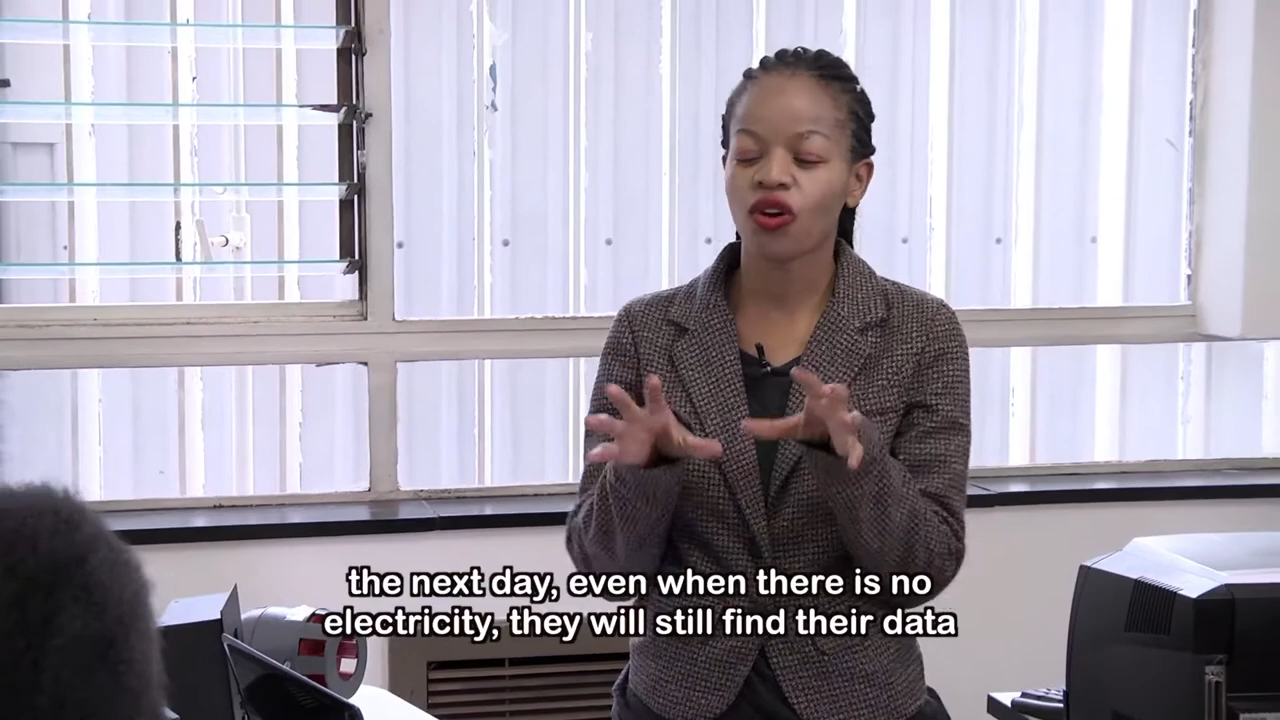 the next day, even when there is no
electricity, they will still find their data